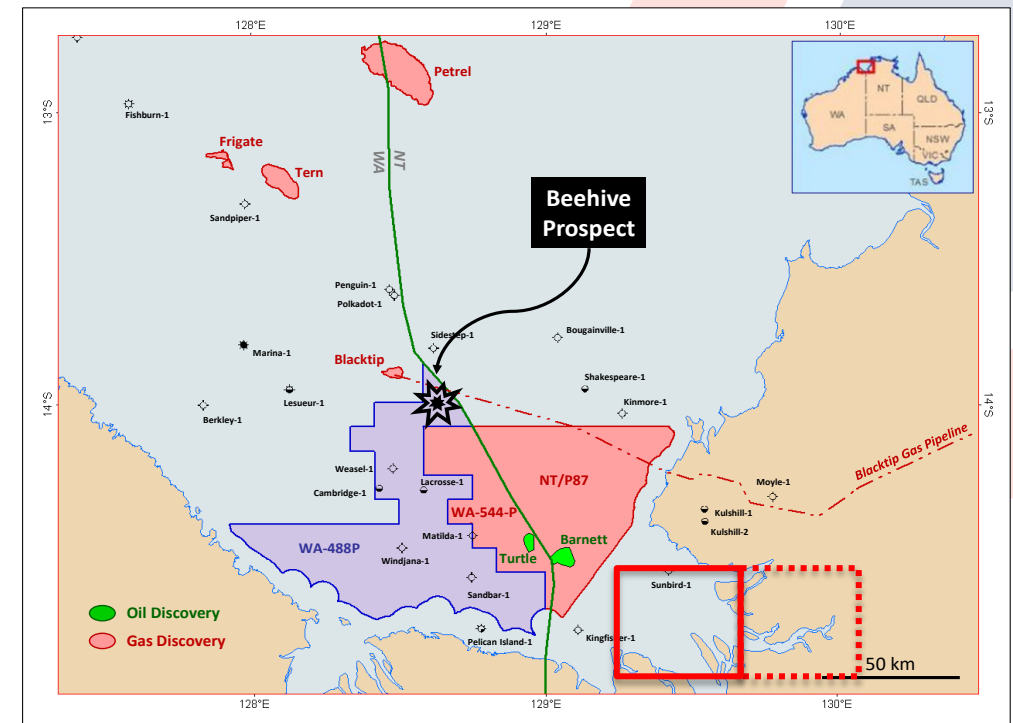 128°E
129°E
130°E
13°S
13°S
Petrel
Fishburn-1
Frigate
Tern
NT
WA
Sandpiper-1
WA
NT
QLD
SA
NSW
VIC
TAS
Beehive
Prospect
Penguin-1
Polkadot-1
Sidestep-1
Bougainville-1
Marina-1
Blacktip
Shakespeare-1
Lesueur-1
14°S
14°S
Berkley-1
Kinmore-1
Blacktip Gas Pipeline
Weasel-1
Cambridge-1
Lacrosse-1
NT/P87
Moyle-1
WA-544-P
Kulshill-1
Kulshill-2
Matilda-1
WA-488P
Windjana-1
Turtle
Barnett
Sandbar-1
Sunbird-1
Oil Discovery
Gas Discovery
Pelican Island-1
Kingfisher-1
50 km
128°E
129°E
130°E